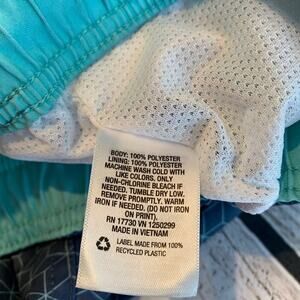 BODY: 100% POLYESTER
LINING: 100% POLYESTER
MACHINE WASH COLD WITH
LIKE COLORS. ONLY
NON-CHLORINE BLEACH IF
NEEDED. TUMBLE DRY LOW.
REMOVE PROMPTLY. WARM
IRON IF NEEDED. (DO NOT IRON
ON PRINT).
RN 17730 VN 1250299
MADE IN VIETNAM
LABEL MADE FROM 100%
RECYCLED PLASTIC